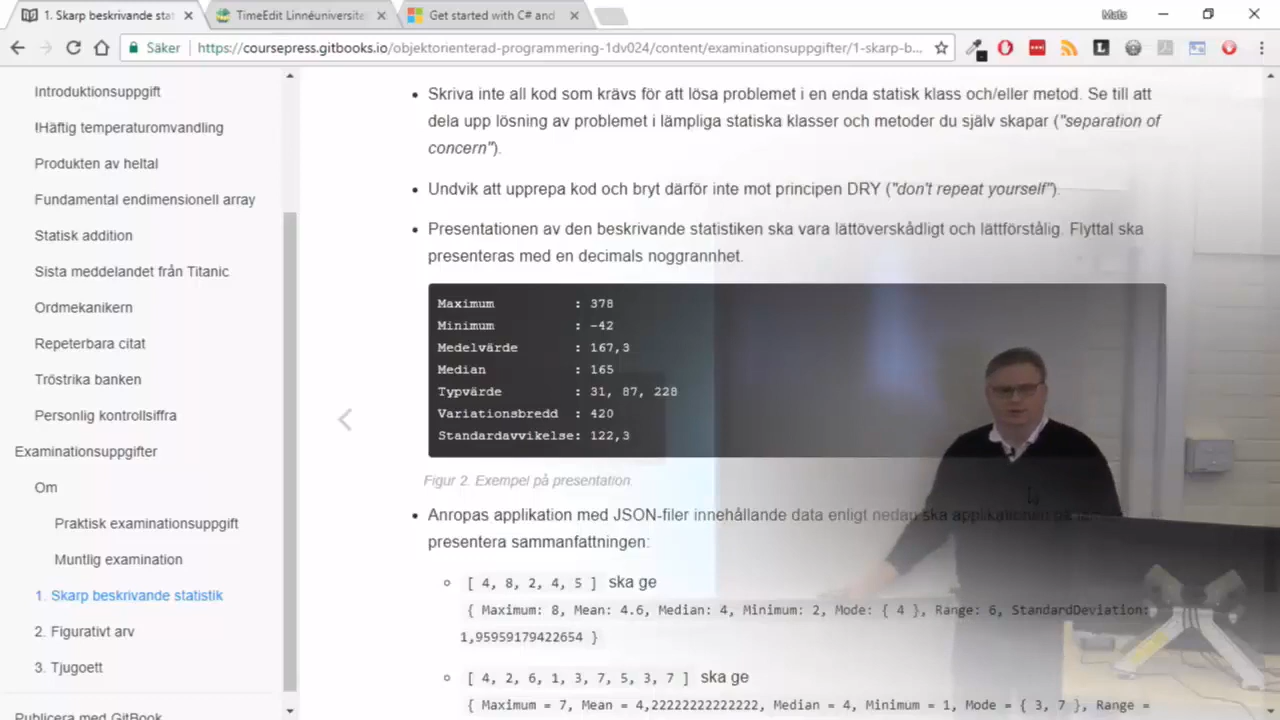 1. Skarp beskrivande stat
TimeEdit Linnéuniversite
Get started with C# and
Mats
Säker
https://coursepress.gitbooks.io/objektorienterad-programmering-1dv024/content/examinationsuppgifter/1-skarp-b...
Introduktionsuppgift
!Häftig temperaturomvandling
Produkten av heltal
Fundamental endimensionell array
Statisk addition
Sista meddelandet från Titanic
Ordmekanikern
Repeterbara citat
Tröstrika banken
Personlig kontrollsiffra
Examinationsuppgifter
Om
Praktisk examinationsuppgift
Muntlig examination
1. Skarp beskrivande statistik
2. Figurativt arv
3. Tjugoett
Publicera med GitBook
• Skriva inte all kod som krävs för att lösa problemet i en enda statisk klass och/eller metod. Se till att
dela upp lösning av problemet i lämpliga statiska klasser och metoder du själv skapar ("separation of
concern").
• Undvik att upprepa kod och bryt därför inte mot principen DRY ("don't repeat yourself").
• Presentationen av den beskrivande statistiken ska vara lättöverskådligt och lättförstålig. Flyttal ska
presenteras med en decimals noggrannhet.
Maximum : 378
Minimum : -42
Medelvärde : 167,3
Median : 165
Typvärde : 31, 87, 228
Variationsbredd : 420
Standardavvikelse: 122,3
Figur 2. Exempel på presentation.
• Anropas applikation med JSON-filer innehållande data enligt nedan ska applikationen
presentera sammanfattningen:
[ 4, 8, 2, 4, 5 ] ska ge
{ Maximum: 8, Mean: 4.6, Median: 4, Minimum: 2, Mode: { 4 }, Range: 6, StandardDeviation:
1,95959179422654 }
[ 4, 2, 6, 1, 3, 7, 5, 3, 7 ] ska ge
{ Maximum = 7, Mean = 4,22222222222222, Median = 4, Minimum = 1, Mode = { 3, 7 }, Range =